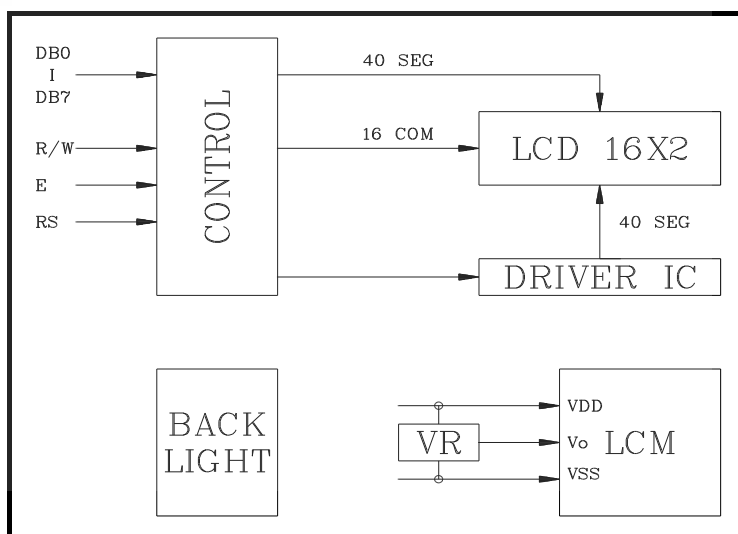 DB0
I
DB7
R/W
E
RS
CONTROL
40 SEG
16 COM
LCD 16X2
40 SEG
DRIVER IC
BACK
LIGHT
VR
VDD
Vo
VSS
LCM